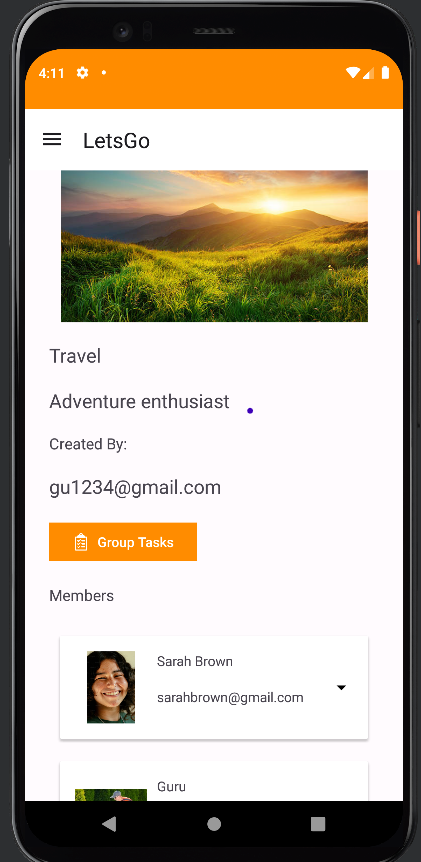 4:11
LetsGo
Travel
Adventure enthusiast
Created By:
gu1234@gmail.com
Group Tasks
Members
Sarah Brown
sarahbrown@gmail.com
Guru